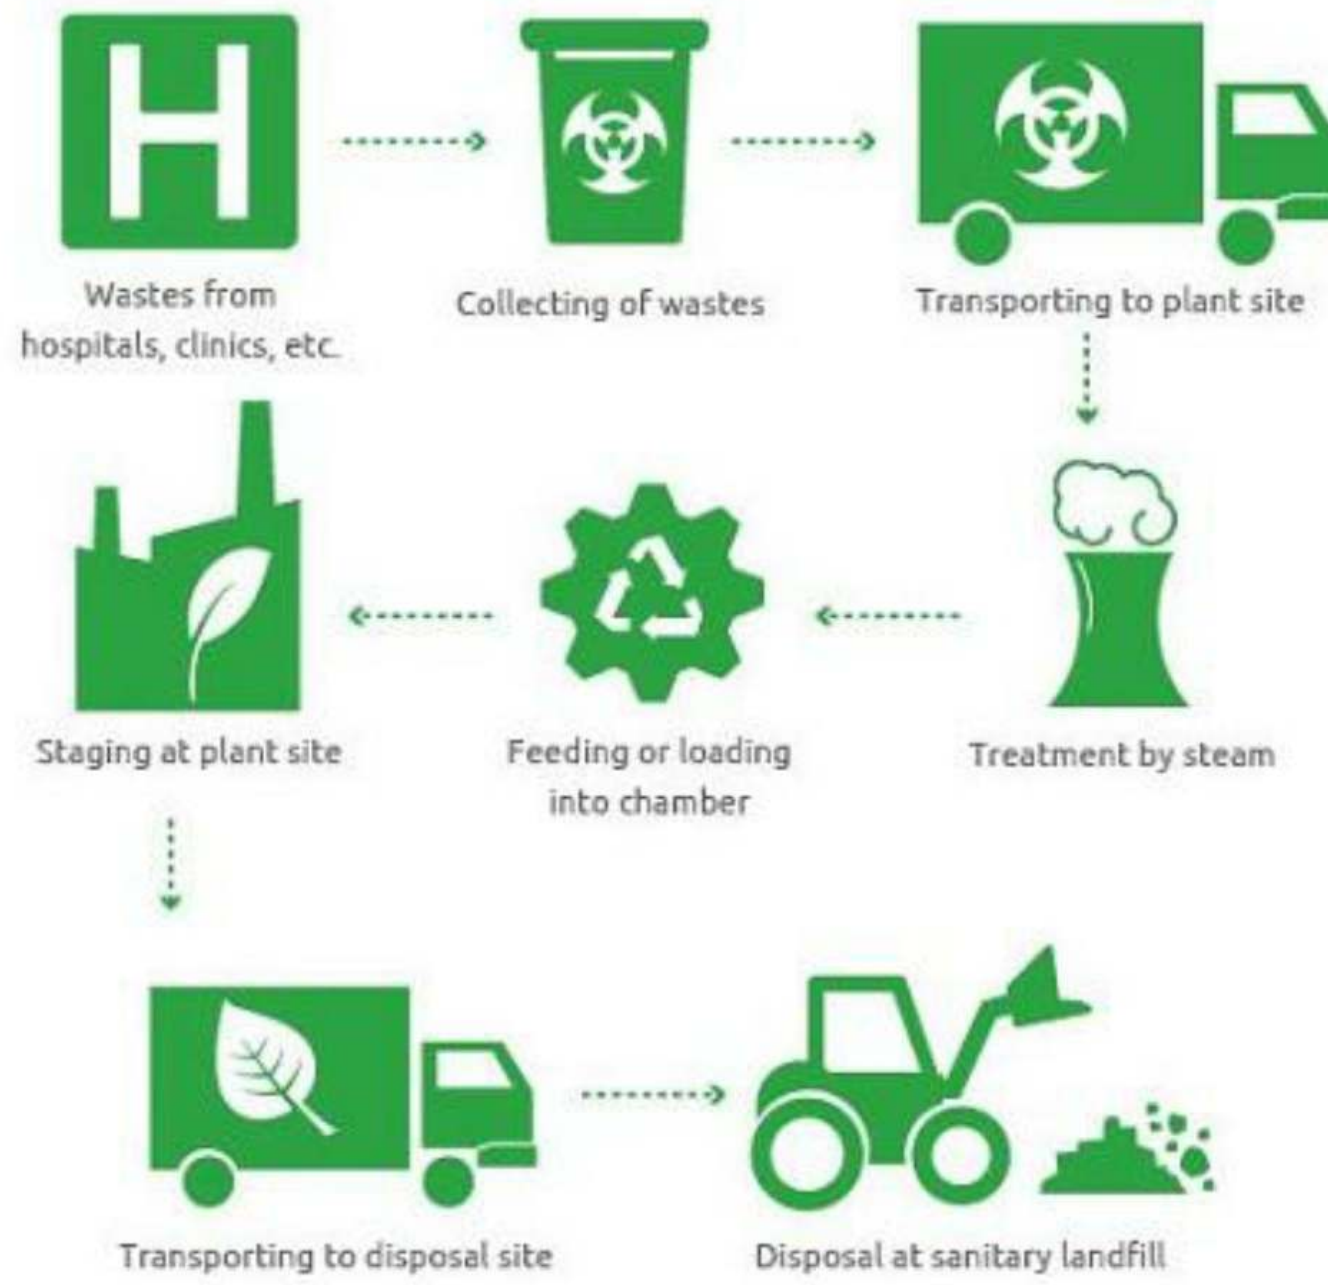 H
Wastes from
hospitals, clinics, etc.
Collecting of wastes
Transporting to plant site
Treatment by steam
Feeding or loading
into chamber
Staging at plant site
Transporting to disposal site
Disposal at sanitary landfill